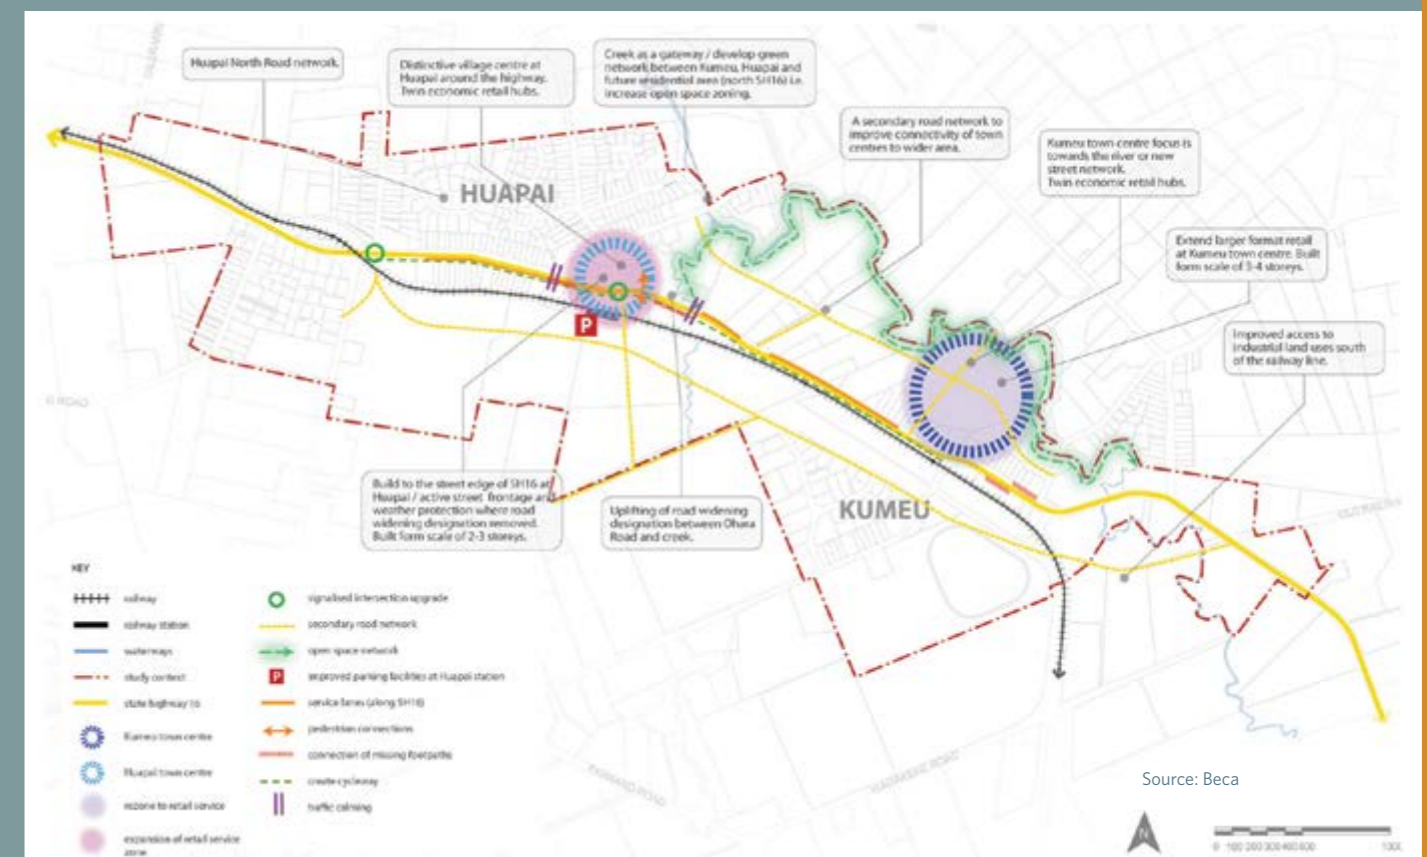 Huapai North Road network.
Distinctive village centre at
Huapai around the highway.
Twin economic retail hubs.
Creek as a gateway / develop green
network between Kumeu, Huapai and
future residential area (north SH16) i.e.
increase open space zoning.
A secondary road network to
improve connectivity of town
centres to wider area.
Kumeu town centre focus is
towards the river or new
street network.
Twin economic retail hubs.
Extend larger format retail
at Kumeu town centre. Built
form scale of 3-4 storeys.
Improved access to
industrial land uses south
of the railway line.
HUAPAI
P
KUMEU
Build to the street edge of SH16 at
Huapai / active street frontage and
weather protection where road
widening designation removed.
Built form scale of 2-3 storeys.
Uplifting of road widening
designation between Ohara
Road and creek.
KEY
railway
railway station
waterways
study context
state highway 16
Kumeu town centre
Huapai town centre
rezone to retail service
expansion of retail service
zone
signalised intersection upgrade
secondary road network
open space network
P improved parking facilities at Huapai station
service lanes (along SH16)
pedestrian connections
connection of missing footpaths
create cycleway
traffic calming
Source: Beca
N